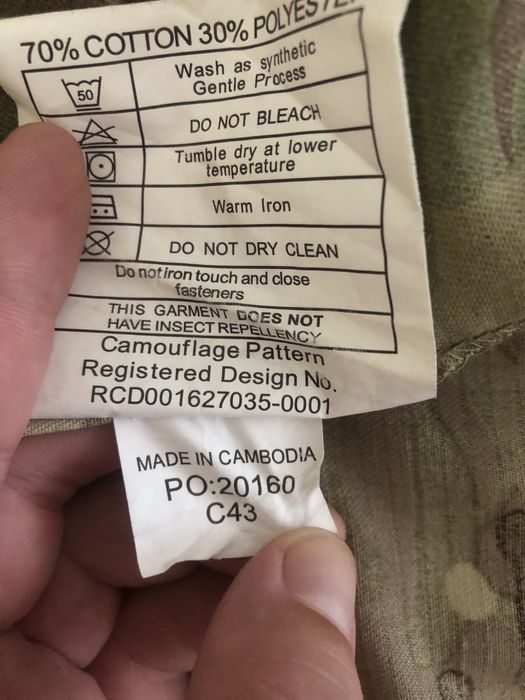 70% COTTON 30% POLYESTER
50
Wash as synthetic
Gentle Process
DO NOT BLEACH
Tumble dry at lower
temperature
Warm Iron
DO NOT DRY CLEAN
Do not iron touch and close
fasteners
THIS GARMENT DOES NOT
HAVE INSECT REPELLENCY
Camouflage Pattern
Registered Design No.
RCD001627035-0001
MADE IN CAMBODIA
PO:20160
C43